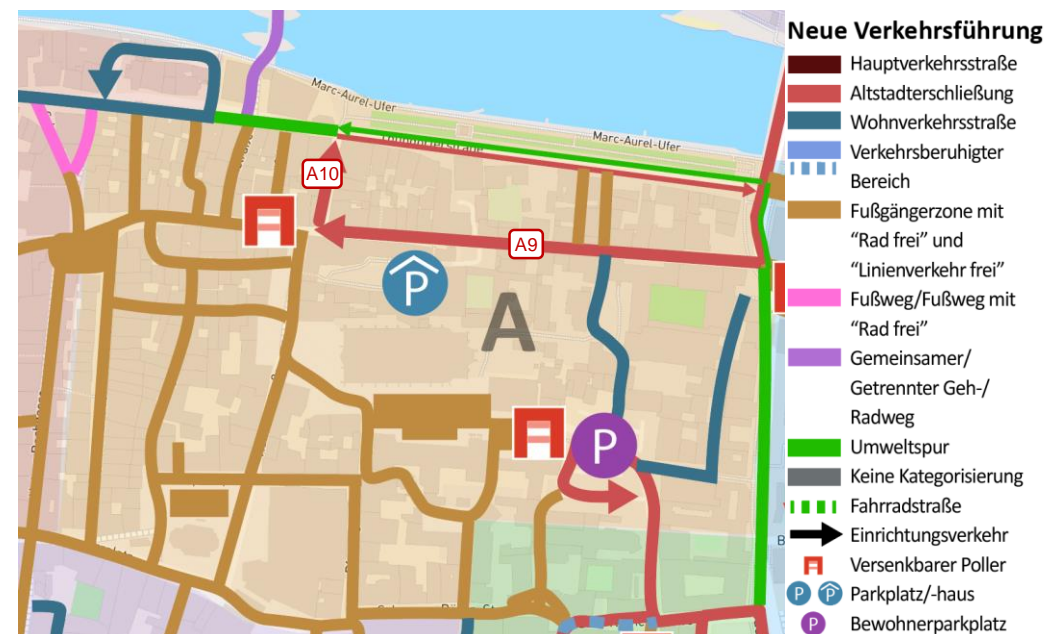 Neue Verkehrsführung
Hauptverkehrsstraße
Altstadterschließung
Wohnverkehrsstraße
Verkehrsberuhigter
Bereich
Fußgängerzone mit
“Rad frei” und
“Linienverkehr frei”
Fußweg/Fußweg mit
“Rad frei”
Gemeinsamer/
Getrennter Geh-/
Radweg
Umweltspur
Keine Kategorisierung
Fahrradstraße
Einrichtungsverkehr
Versenkbarer Poller
P P Parkplatz/-haus
P Bewohnerparkplatz
Marc-Aurel-Ufer
Marc-Aurel-Ufer
A10
A9
P
A
P